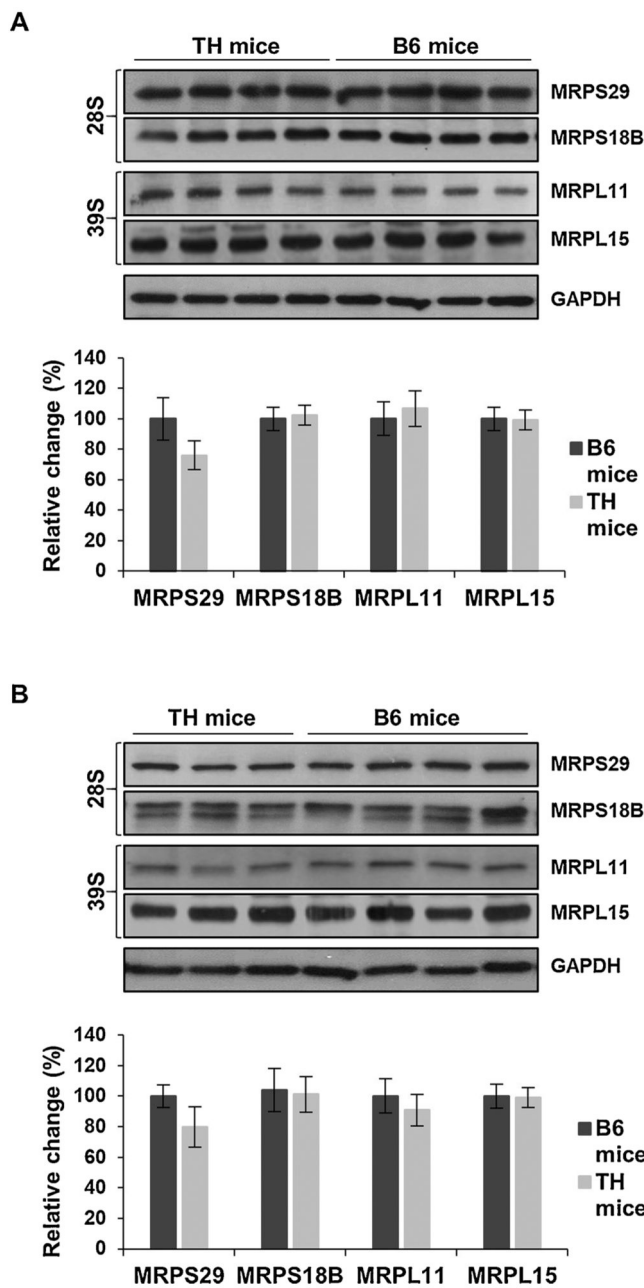 A
TH mice B6 mice
28S
MRPS29
MRPS18B
39S
MRPL11
MRPL15
GAPDH
Relative change (%)
140
120
100
80
60
40
20
0
MRPS29 MRPS18B MRPL11 MRPL15
B6
mice
TH
mice
B
TH mice B6 mice
28S
MRPS29
MRPS18B
39S
MRPL11
MRPL15
GAPDH
Relative change (%)
140
120
100
80
60
40
20
0
MRPS29 MRPS18B MRPL11 MRPL15
B6
mice
TH
mice